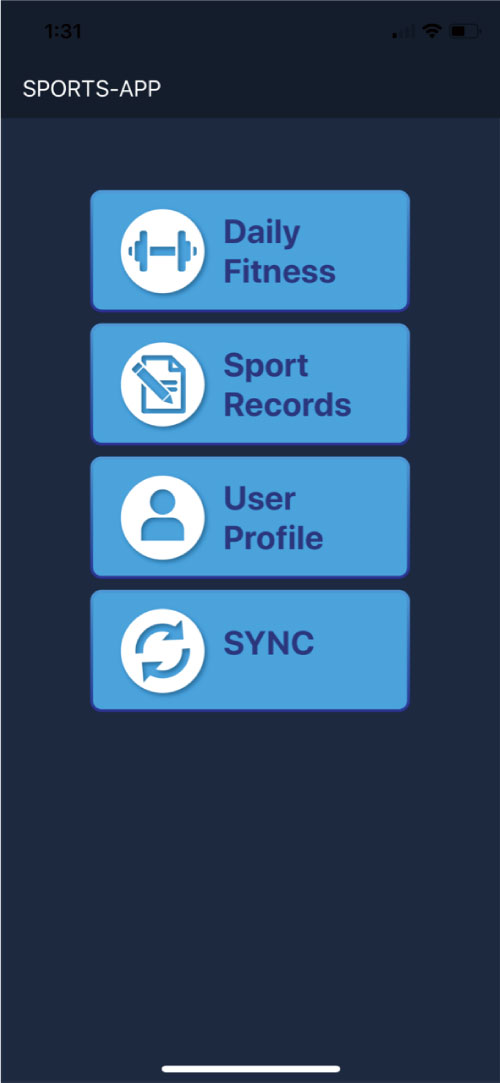 1:31
SPORTS-APP
Daily
Fitness
Sport
Records
User
Profile
SYNC